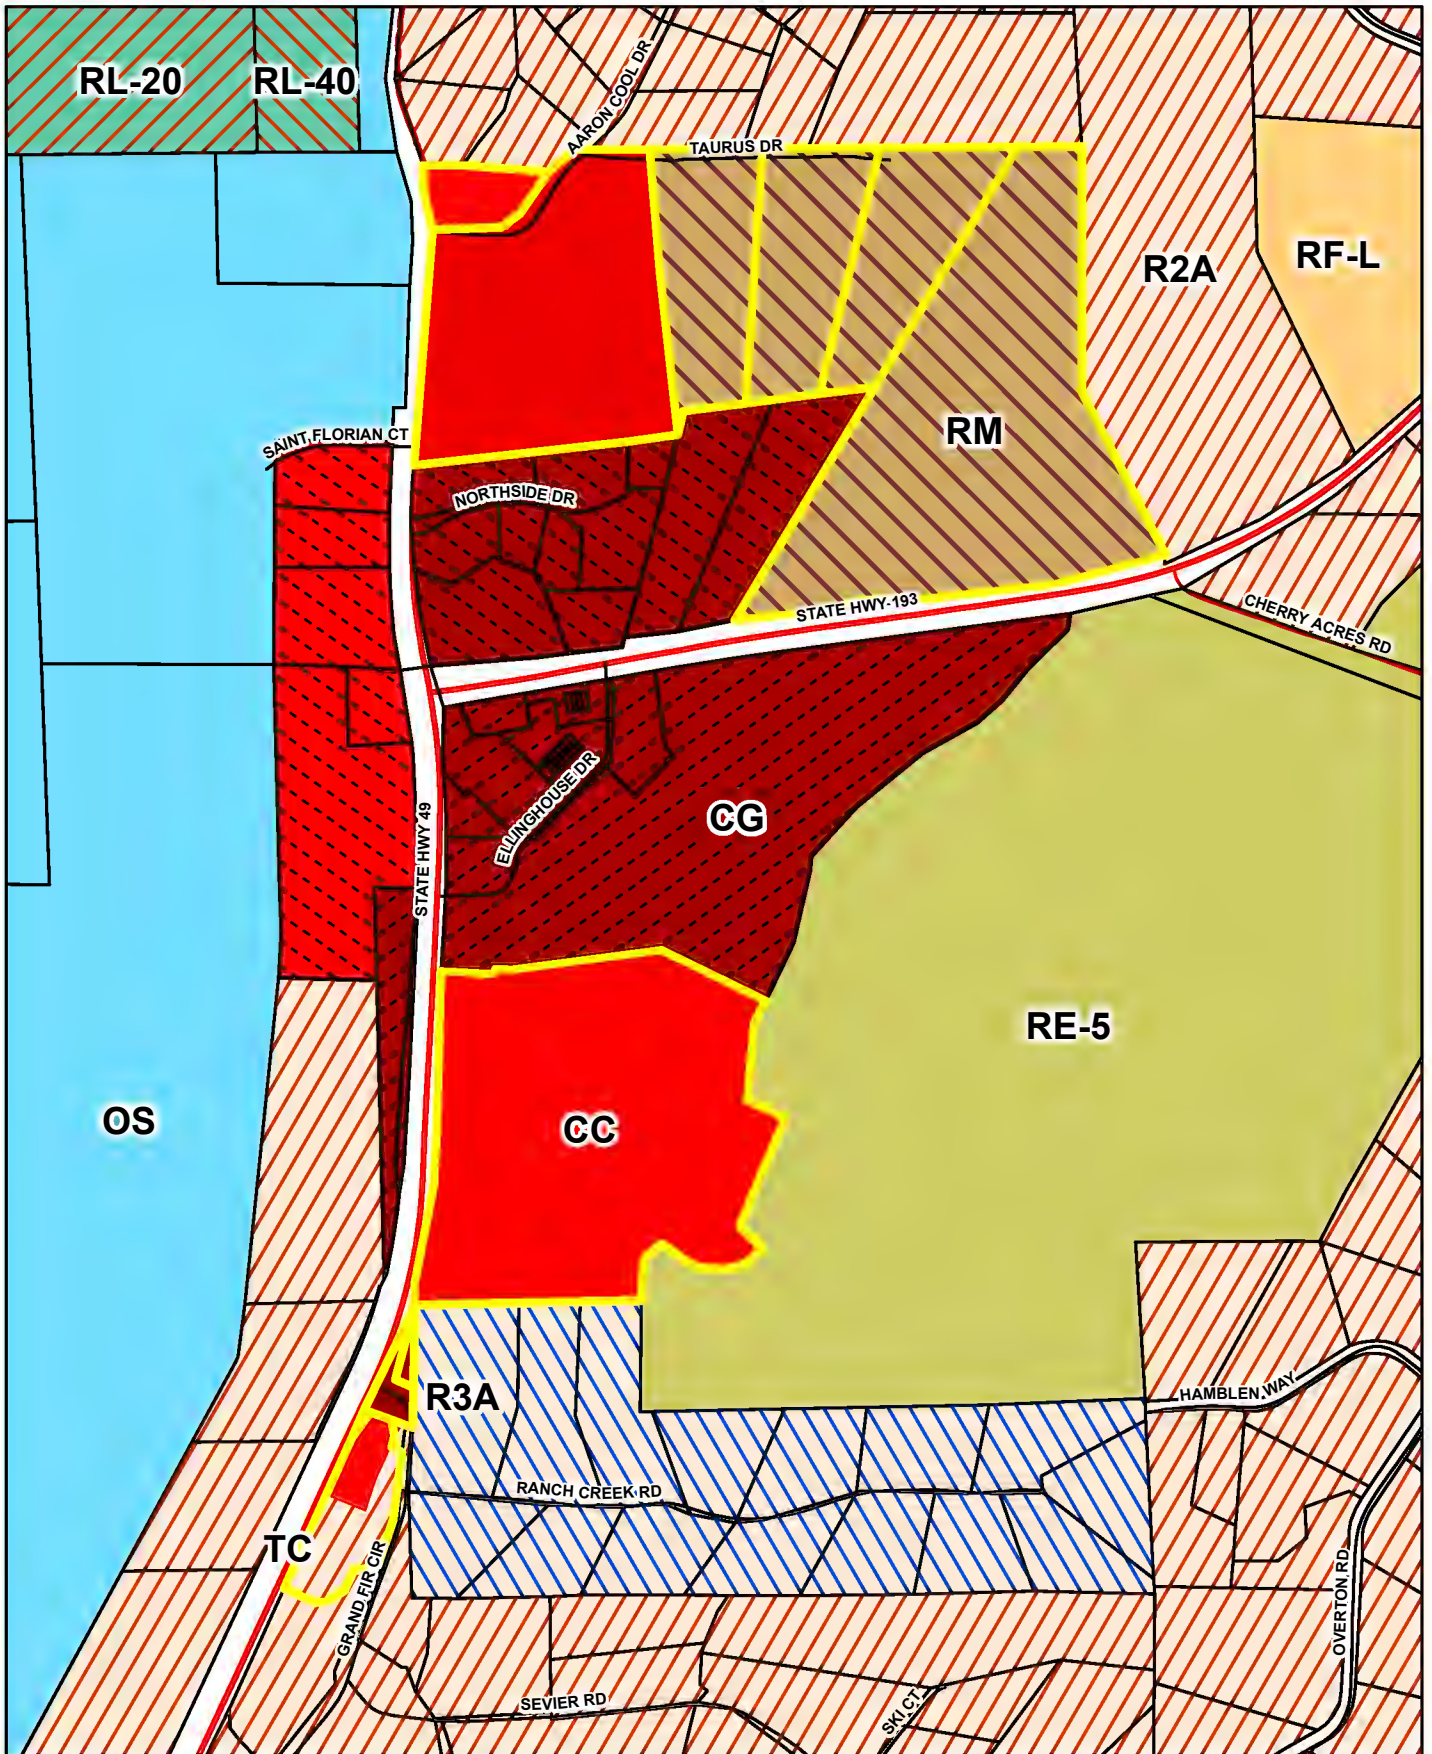 RL-20
RL-40
AARON COOL DR
TAURUS DR
R2A
RF-L
SAINT FLORIAN CT
RM
NORTHSIDE DR
STATE HWY-193
CHERRY ACRES RD
ELLINGHOUSE DR
CG
STATE HWY 49
RE-5
OS
CC
R3A
HAMBLEN WAY
RANCH CREEK RD
TC
GRAND FIR CIR
OVERTON RD
SEVIER RD
SKI CT